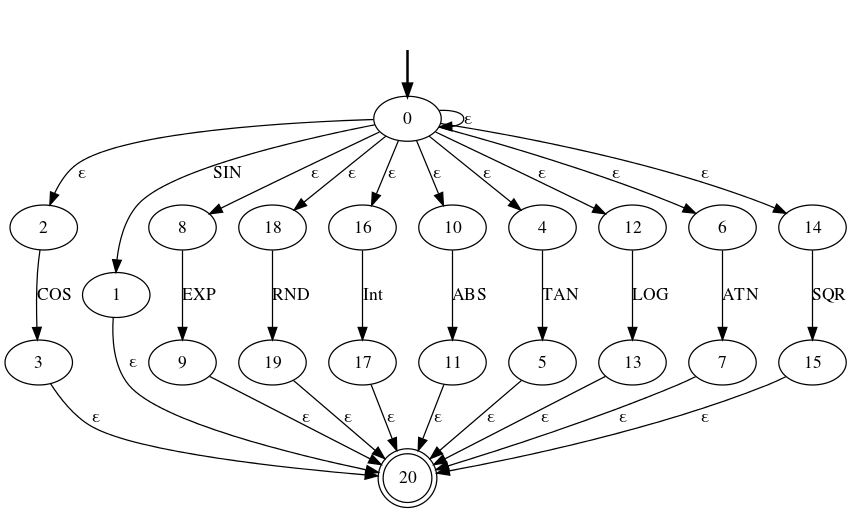 0 ε
ε SIN ε ε ε ε ε ε ε ε
2 8 18 16 10 4 12 6 14
COS 1 EXP RND Int ABS TAN LOG ATN SQR
3 ε 9 19 17 11 5 13 7 15
ε ε ε ε ε ε ε ε ε
20